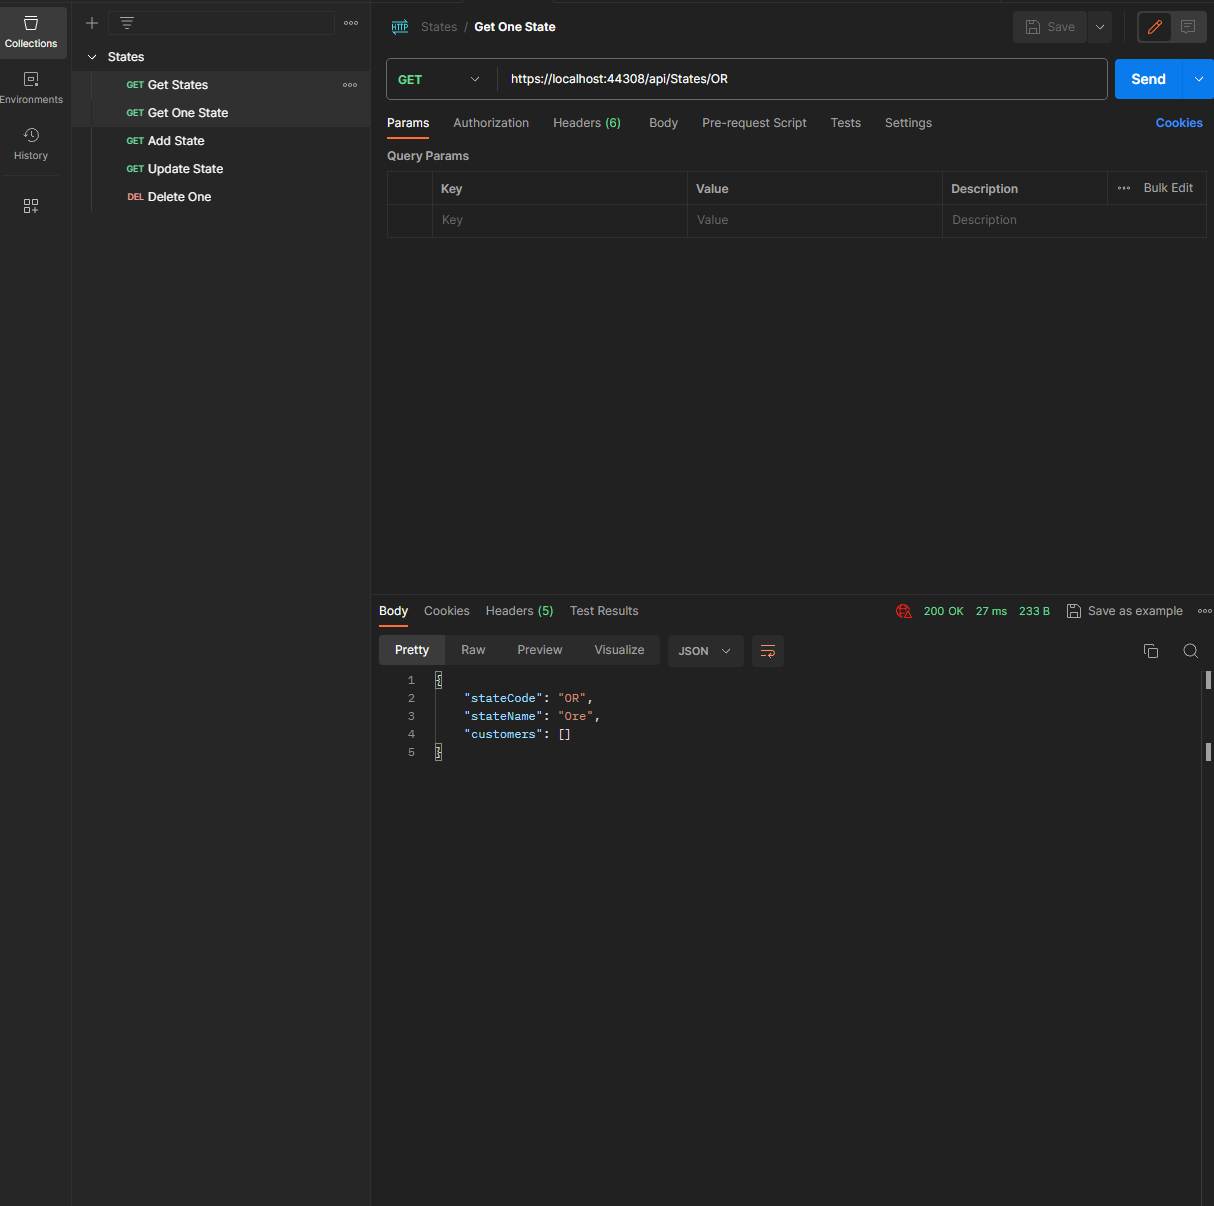 Collections
Environments
History
States
GET Get States
GET Get One State
GET Add State
GET Update State
DEL Delete One
HTTP States / Get One State
Save
GET https://localhost:44308/api/States/OR
Send
Params Authorization Headers (6) Body Pre-request Script Tests Settings Cookies
Query Params
Key Value Description Bulk Edit
Key Value Description
Body Cookies Headers (5) Test Results 200 OK 27 ms 233 B Save as example
Pretty Raw Preview Visualize JSON
1 {
2 "stateCode": "OR",
3 "stateName": "Ore",
4 "customers": []
5 }